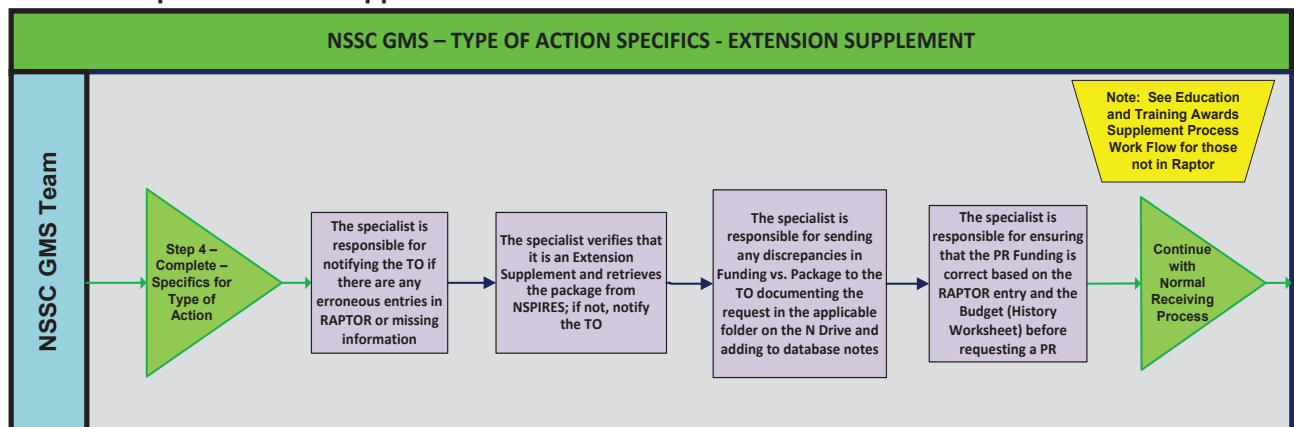 NSSC GMS – TYPE OF ACTION SPECIFICS - EXTENSION SUPPLEMENT
NSSC GMS Team
Note: See Education
and Training Awards
Supplement Process
Work Flow for those
not in Raptor
Step 4 –
Complete –
Specifics for
Type of
Action
The specialist is
responsible for
notifying the TO if
there are any
erroneous entries in
RAPTOR or missing
information
The specialist verifies that
it is an Extension
Supplement and retrieves
the package from
NSPIRES; if not, notify
the TO
The specialist is
responsible for sending
any discrepancies in
Funding vs. Package to the
TO documenting the
request in the applicable
folder on the N Drive and
adding to database notes
The specialist is
responsible for ensuring
that the PR Funding is
correct based on the
RAPTOR entry and the
Budget (History
Worksheet) before
requesting a PR
Continue
with
Normal
Receiving
Process